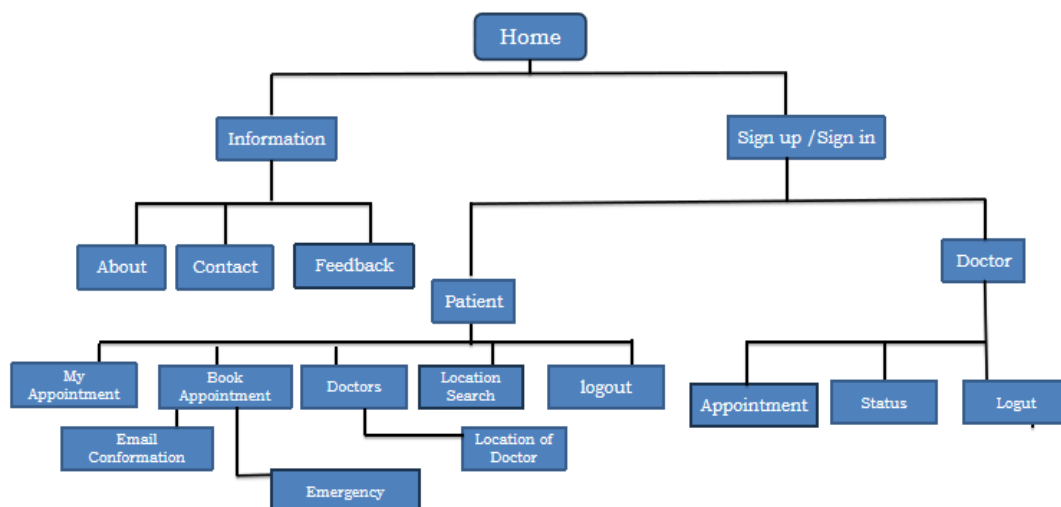 Home
Information
Sign up /Sign in
About
Contact
Feedback
Doctor
Patient
My
Appointment
Book
Appointment
Doctors
Location
Search
logout
Appointment
Status
Logut
Email
Conformation
Location of
Doctor
Emergency